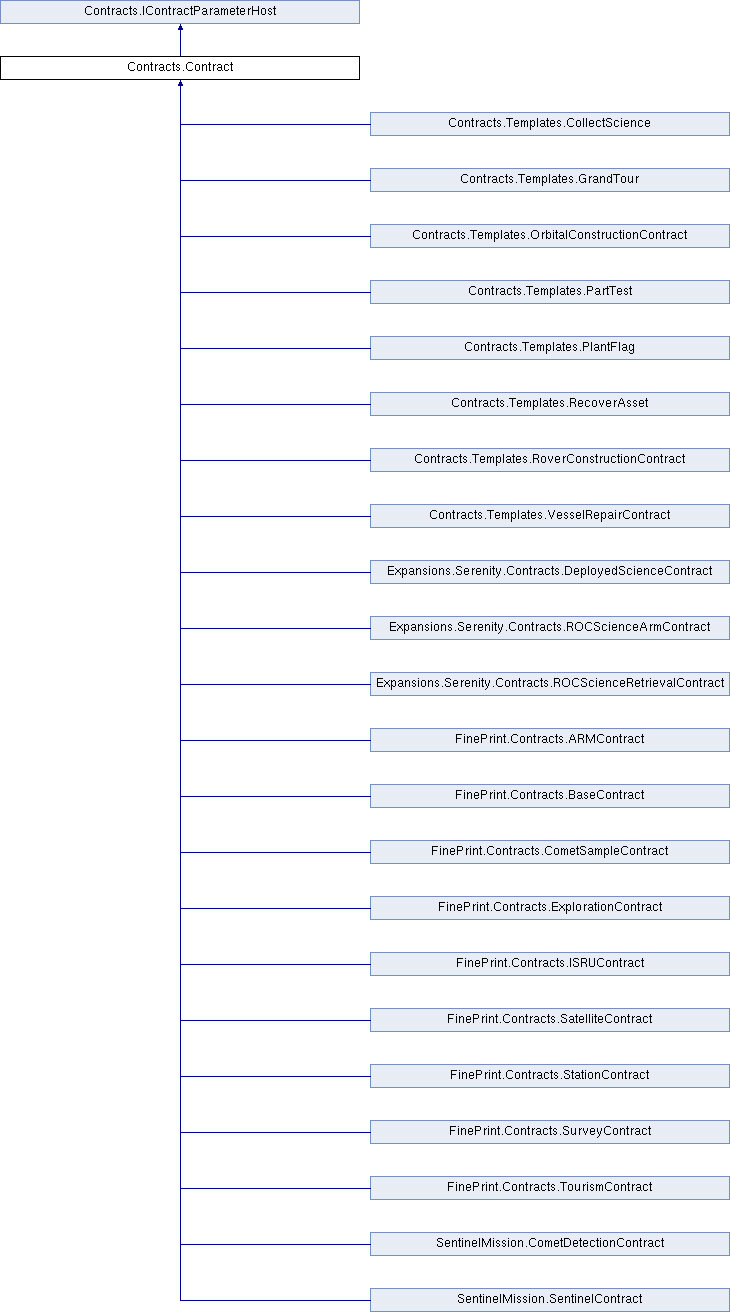 Contracts.IContractParameterHost
Contracts.Contract
Contracts.Templates.CollectScience
Contracts.Templates.GrandTour
Contracts.Templates.OrbitalConstructionContract
Contracts.Templates.PartTest
Contracts.Templates.PlantFlag
Contracts.Templates.RecoverAsset
Contracts.Templates.RoverConstructionContract
Contracts.Templates.VesselRepairContract
Expansions.Serenity.Contracts.DeployedScienceContract
Expansions.Serenity.Contracts.ROCScienceArmContract
Expansions.Serenity.Contracts.ROCScienceRetrievalContract
FinePrint.Contracts.ARMContract
FinePrint.Contracts.BaseContract
FinePrint.Contracts.CometSampleContract
FinePrint.Contracts.ExplorationContract
FinePrint.Contracts.ISRUContract
FinePrint.Contracts.SatelliteContract
FinePrint.Contracts.StationContract
FinePrint.Contracts.SurveyContract
FinePrint.Contracts.TourismContract
SentinelMission.CometDetectionContract
SentinelMission.SentinelContract